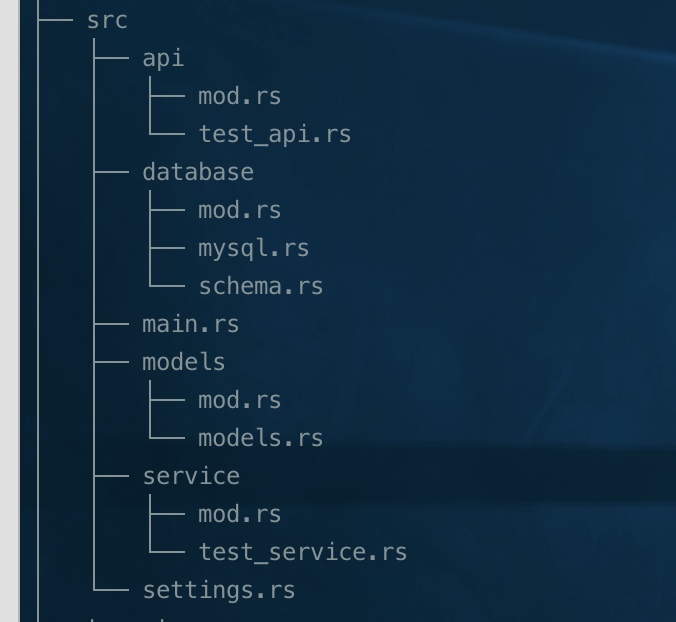 src
api
mod.rs
test_api.rs
database
mod.rs
mysql.rs
schema.rs
main.rs
models
mod.rs
models.rs
service
mod.rs
test_service.rs
settings.rs